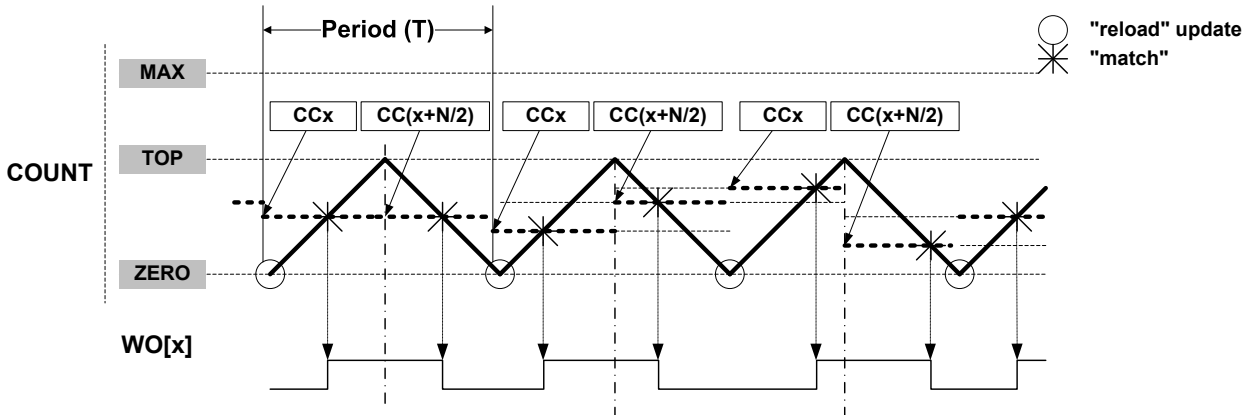 Period (T)
"reload" update
"match"
MAX
CCx
CC(x+N/2)
CCx
CC(x+N/2)
CCx
CC(x+N/2)
TOP
COUNT
ZERO
WO[x]